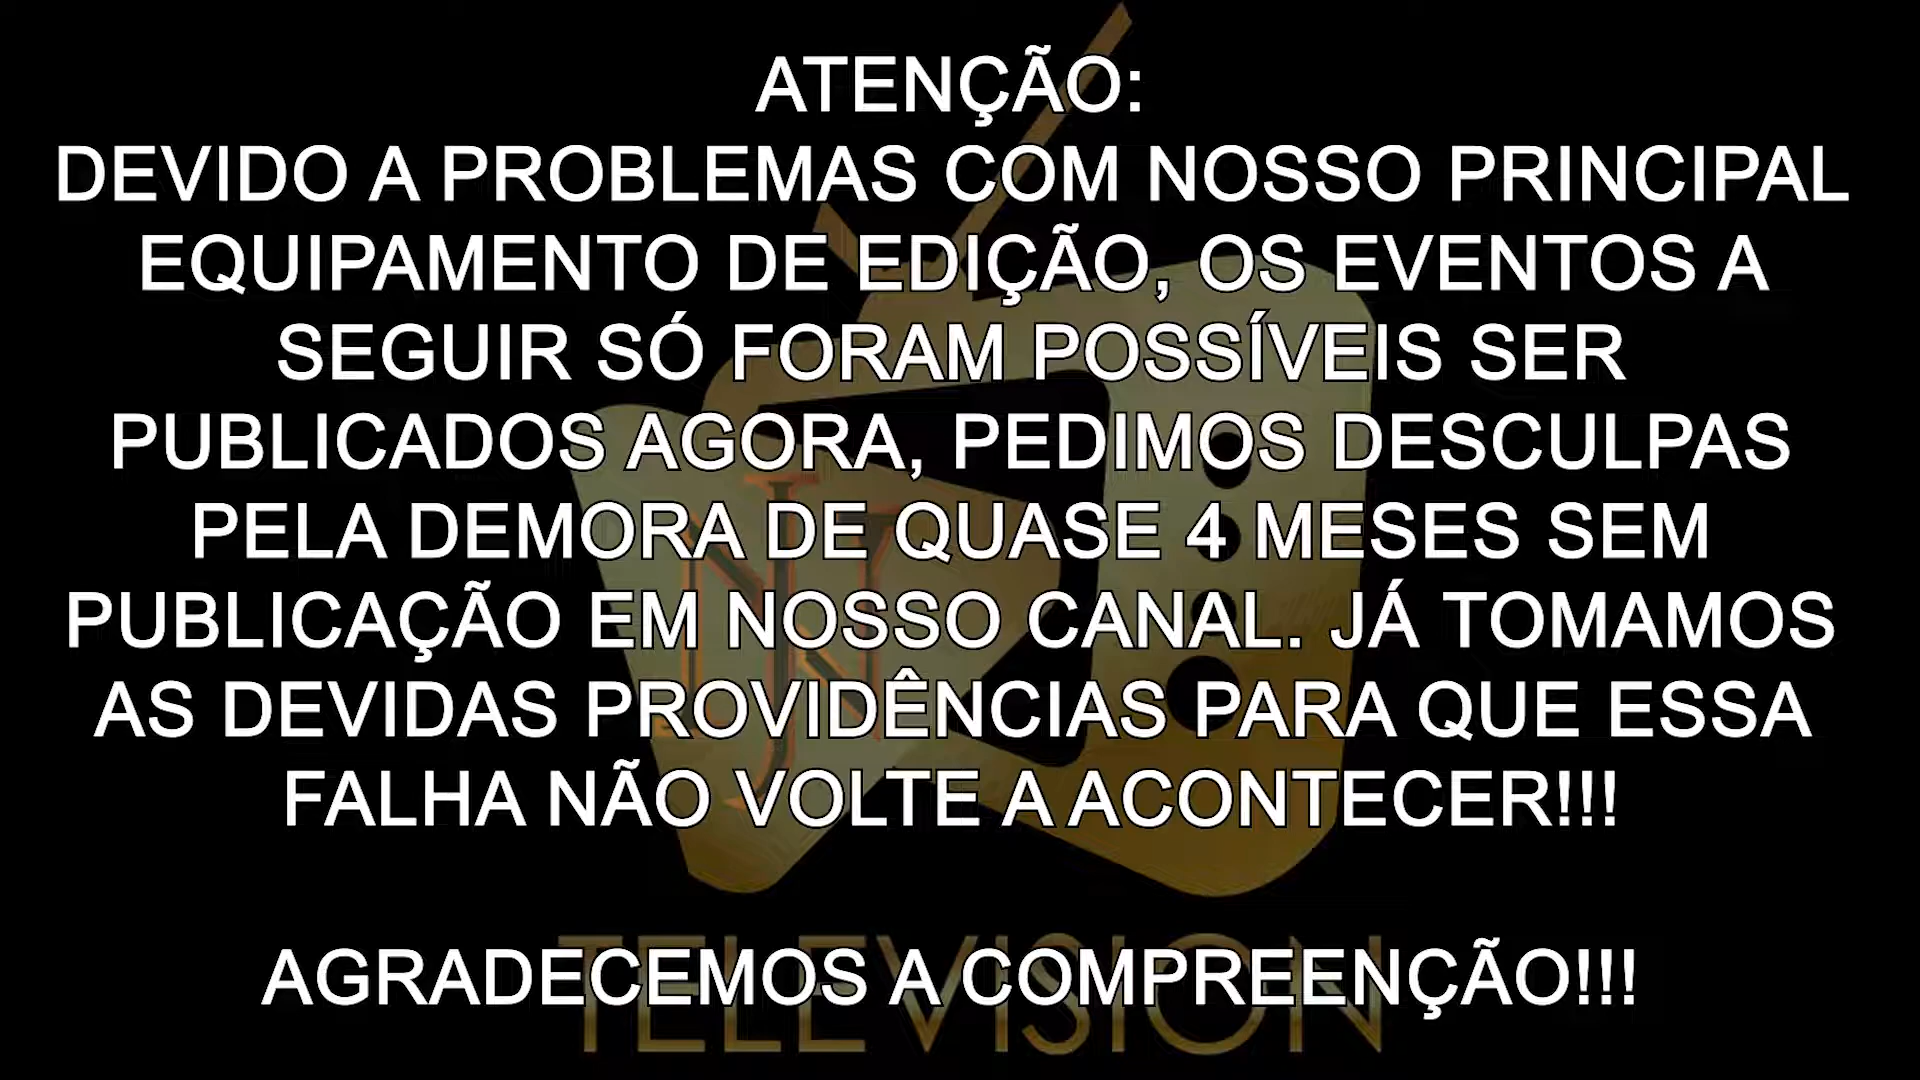 ATENÇÃO:
DEVIDO A PROBLEMAS COM NOSSO PRINCIPAL
EQUIPAMENTO DE EDIÇÃO, OS EVENTOS A
SEGUIR SÓ FORAM POSSÍVEIS SER
PUBLICADOS AGORA, PEDIMOS DESCULPAS
PELA DEMORA DE QUASE 4 MESES SEM
PUBLICAÇÃO EM NOSSO CANAL. JÁ TOMAMOS
AS DEVIDAS PROVIDÊNCIAS PARA QUE ESSA
FALHA NÃO VOLTE A ACONTECER!!!
AGRADECEMOS A COMPREENÇÃO!!!
TELEVISION